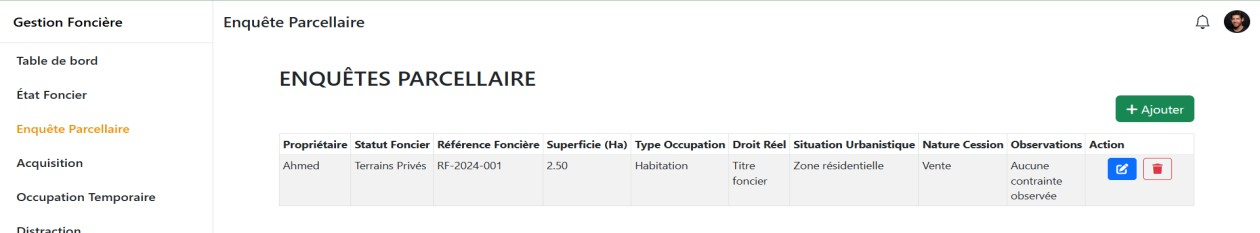 Gestion Foncière
Enquête Parcellaire
Table de bord
État Foncier
Enquête Parcellaire
Acquisition
Occupation Temporaire
Distraction
ENQUÊTES PARCELLAIRE
+ Ajouter
Propriétaire Statut Foncier Référence Foncière Superficie (Ha) Type Occupation Droit Réel Situation Urbanistique Nature Cession Observations Action
Ahmed Terrains Privés RF-2024-001 2.50 Habitation Titre Zone résidentielle Vente Aucune
foncier contrainte
observée